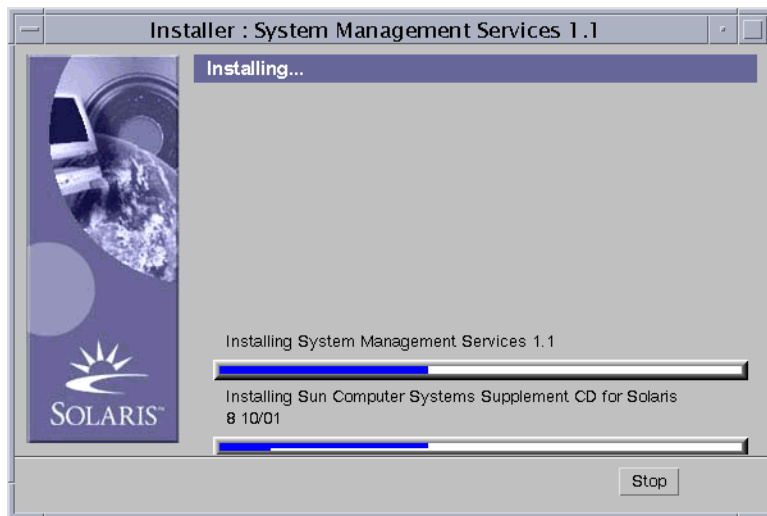 Installer : System Management Services 1.1
Installing...
Installing System Management Services 1.1
Installing Sun Computer Systems Supplement CD for Solaris
8 10/01
SOLARIS™
Stop